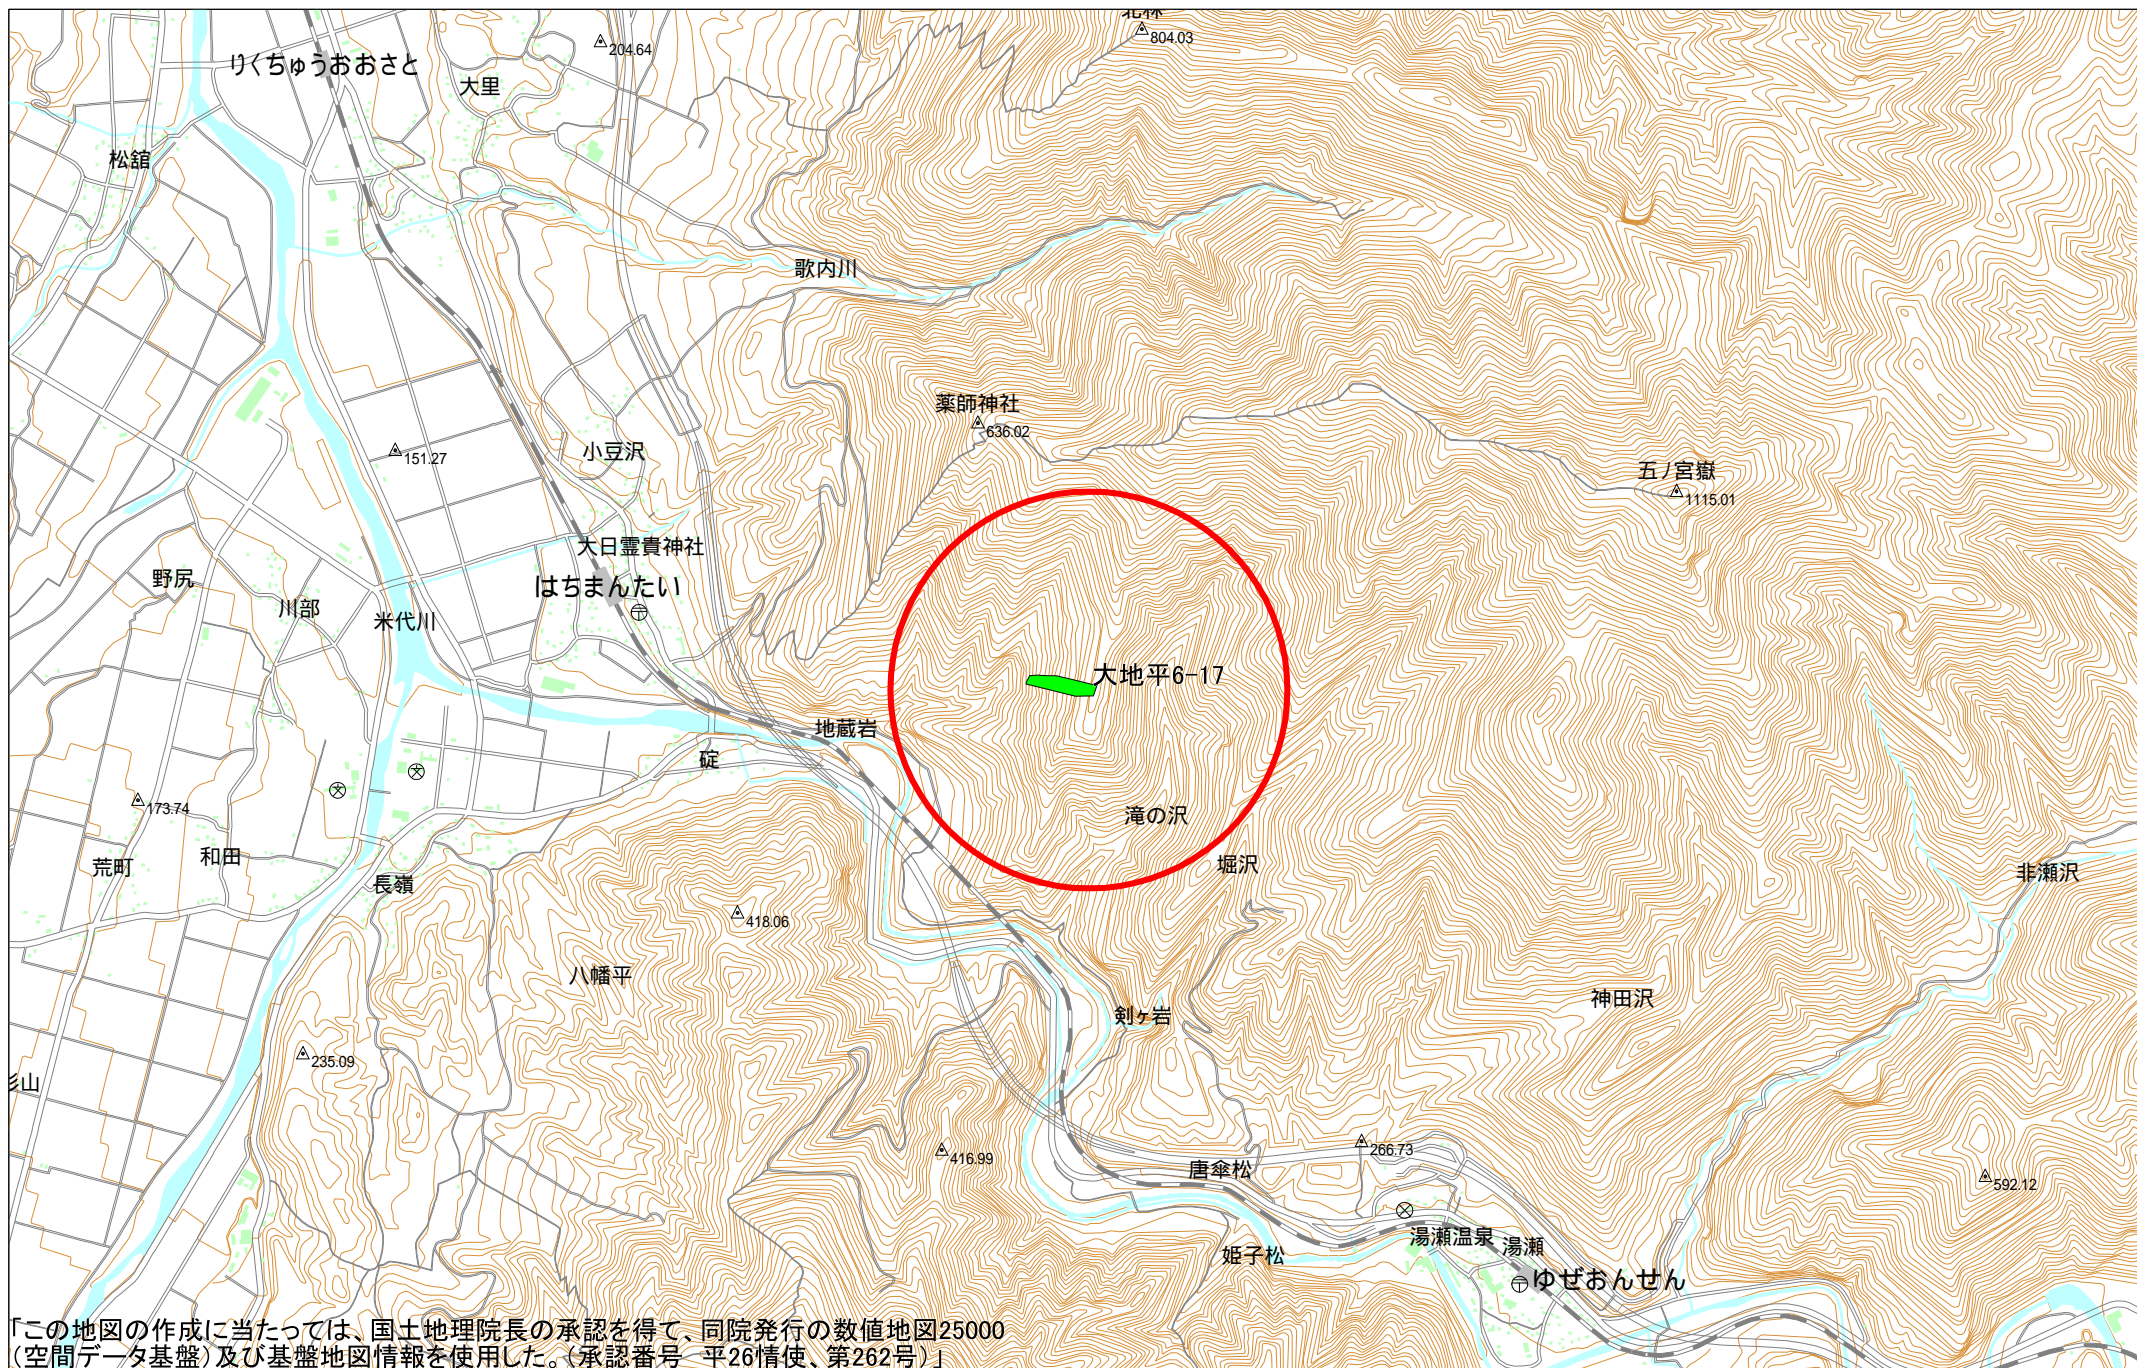 北林
804.03
204.64
りくちゅうおおさと
大里
松舘
歌内川
薬師神社
636.02
小豆沢
151.27
五ノ宮嶽
1115.01
大日霊貴神社
はちまんたい
野尻
川部
米代川
大地平6-17
地蔵岩
碇
173.74
滝の沢
荒町
和田
長嶺
堀沢
非瀬沢
418.06
八幡平
神田沢
剣ヶ岩
235.09
杉山
416.99
266.73
唐傘松
592.12
湯瀬温泉
湯瀬
姫子松
ゆぜおんせん
「この地図の作成に当たっては、国土地理院長の承認を得て、同院発行の数値地図25000
(空間データ基盤)及び基盤地図情報を使用した。(承認番号　平26情使、第262号)」